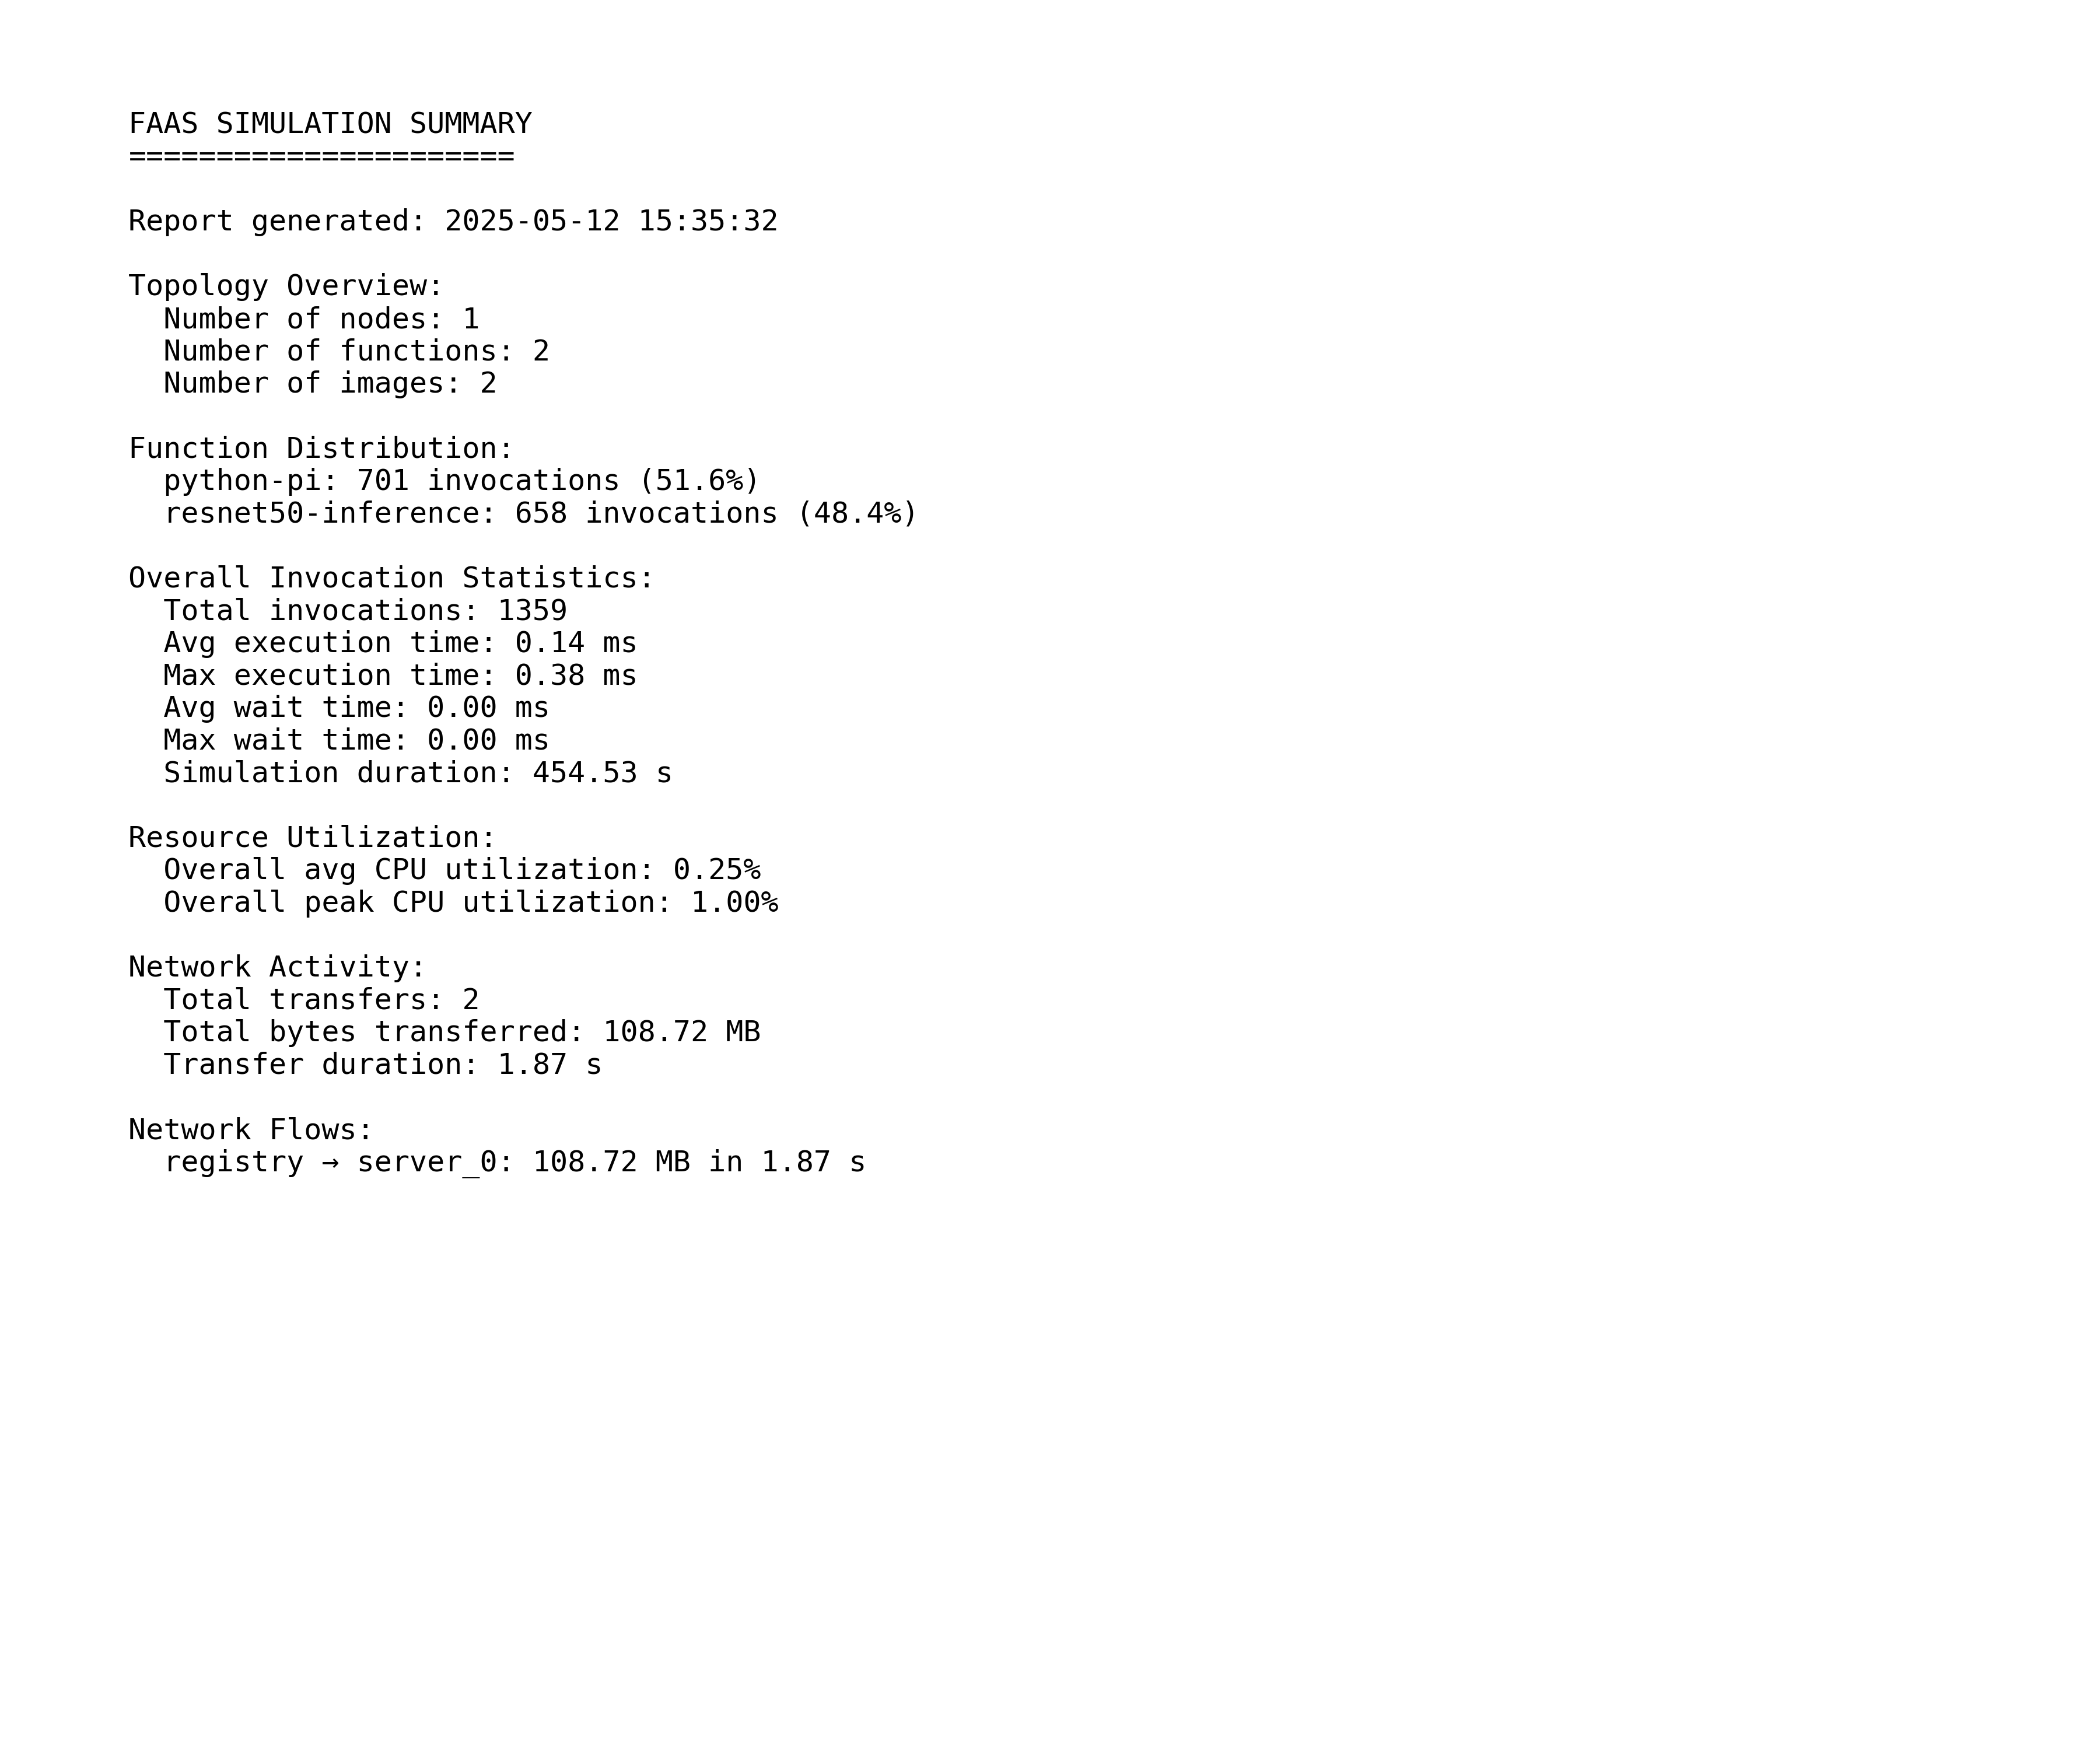 FAAS SIMULATION SUMMARY
======================
Report generated: 2025-05-12 15:35:32
Topology Overview:
Number of nodes: 1
Number of functions: 2
Number of images: 2
Function Distribution:
python-pi: 701 invocations (51.6%)
resnet50-inference: 658 invocations (48.4%)
Overall Invocation Statistics:
Total invocations: 1359
Avg execution time: 0.14 ms
Max execution time: 0.38 ms
Avg wait time: 0.00 ms
Max wait time: 0.00 ms
Simulation duration: 454.53 s
Resource Utilization:
Overall avg CPU utilization: 0.25%
Overall peak CPU utilization: 1.00%
Network Activity:
Total transfers: 2
Total bytes transferred: 108.72 MB
Transfer duration: 1.87 s
Network Flows:
registry → server_0: 108.72 MB in 1.87 s